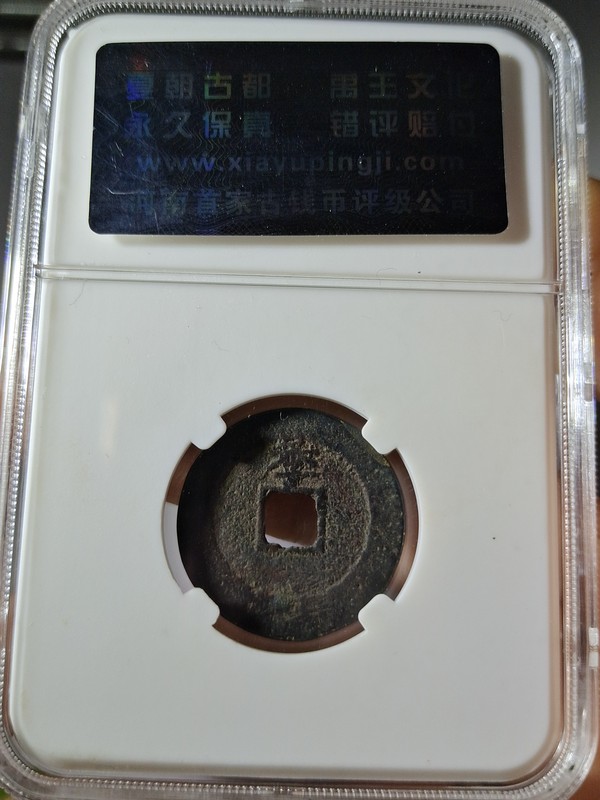 夏朝古都 禹王文化
永久保真 错评赔付
www.xiayupingji.com
河南首家古钱币评级公司